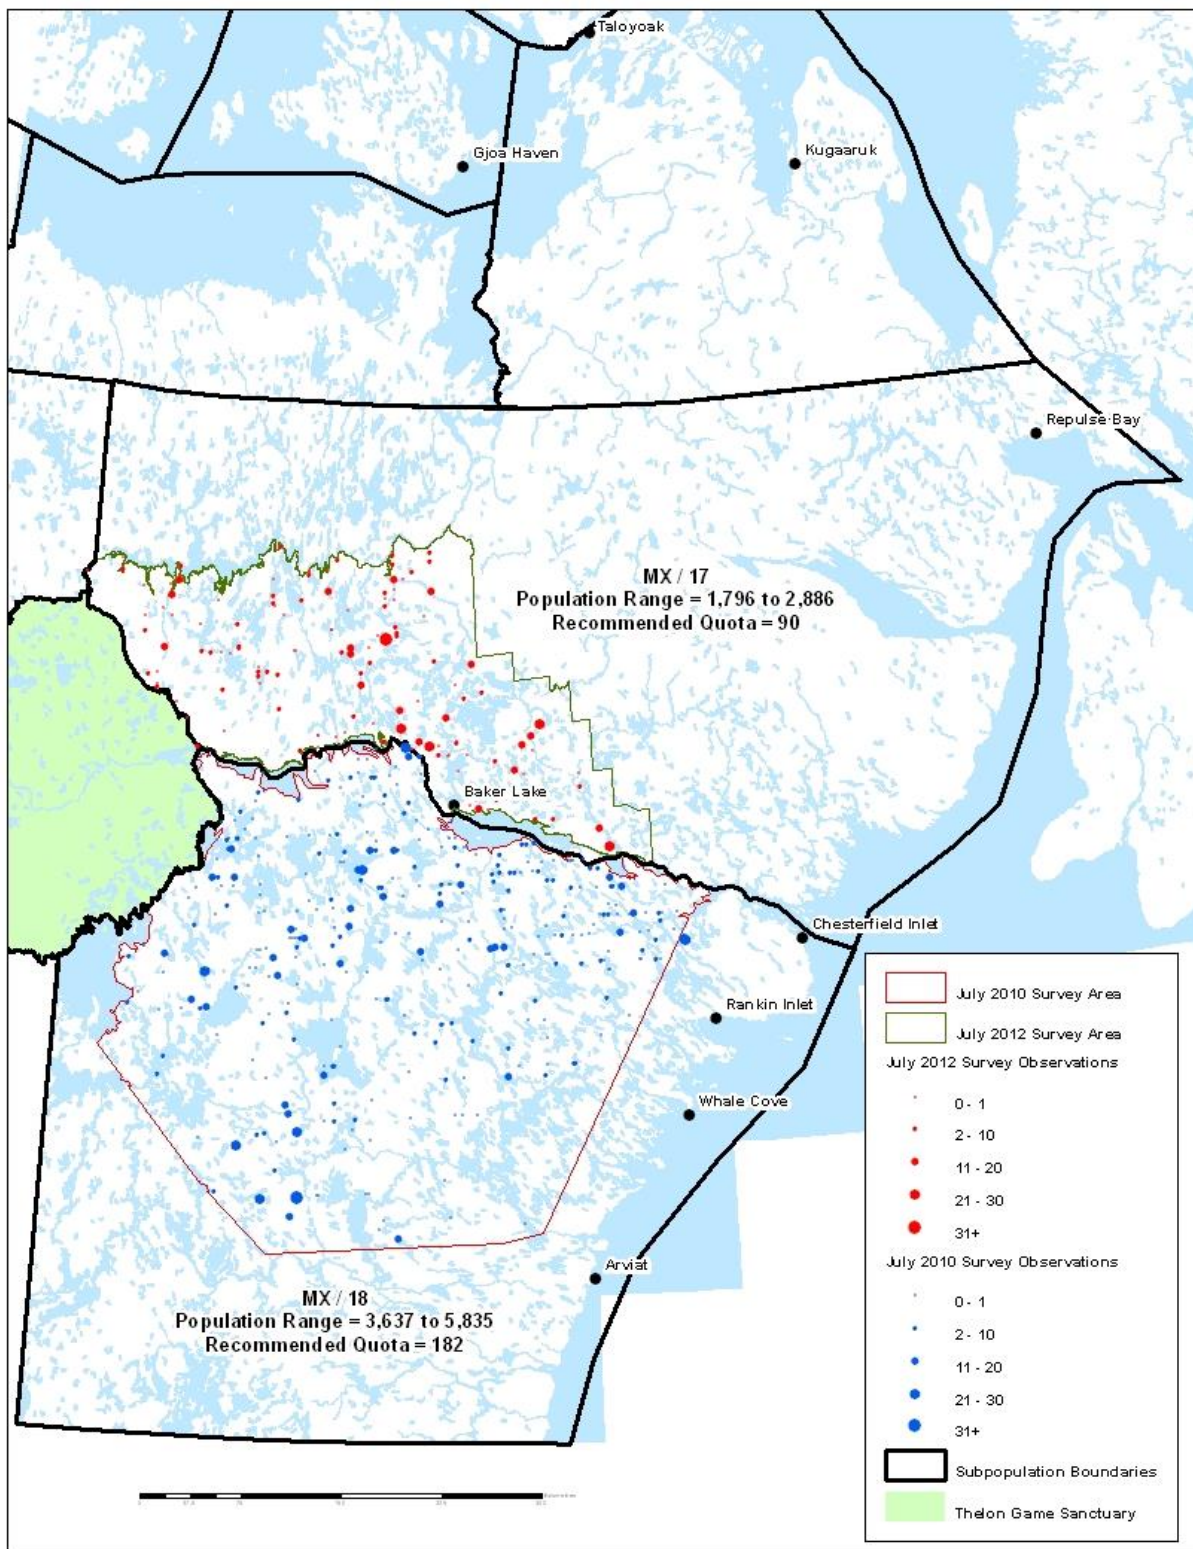 Taloyoak
Gjoa Haven
Kugaaruk
Repulse Bay
MX / 17
Population Range = 1,796 to 2,886
Recommended Quota = 90
Baker Lake
Chesterfield Inlet
Rankin Inlet
Whale Cove
Arviat
MX / 18
Population Range = 3,637 to 5,835
Recommended Quota = 182
July 2010 Survey Area
July 2012 Survey Area
July 2012 Survey Observations
0 - 1
2 - 10
11 - 20
21 - 30
31+
July 2010 Survey Observations
0 - 1
2 - 10
11 - 20
21 - 30
31+
Subpopulation Boundaries
Thelon Game Sanctuary